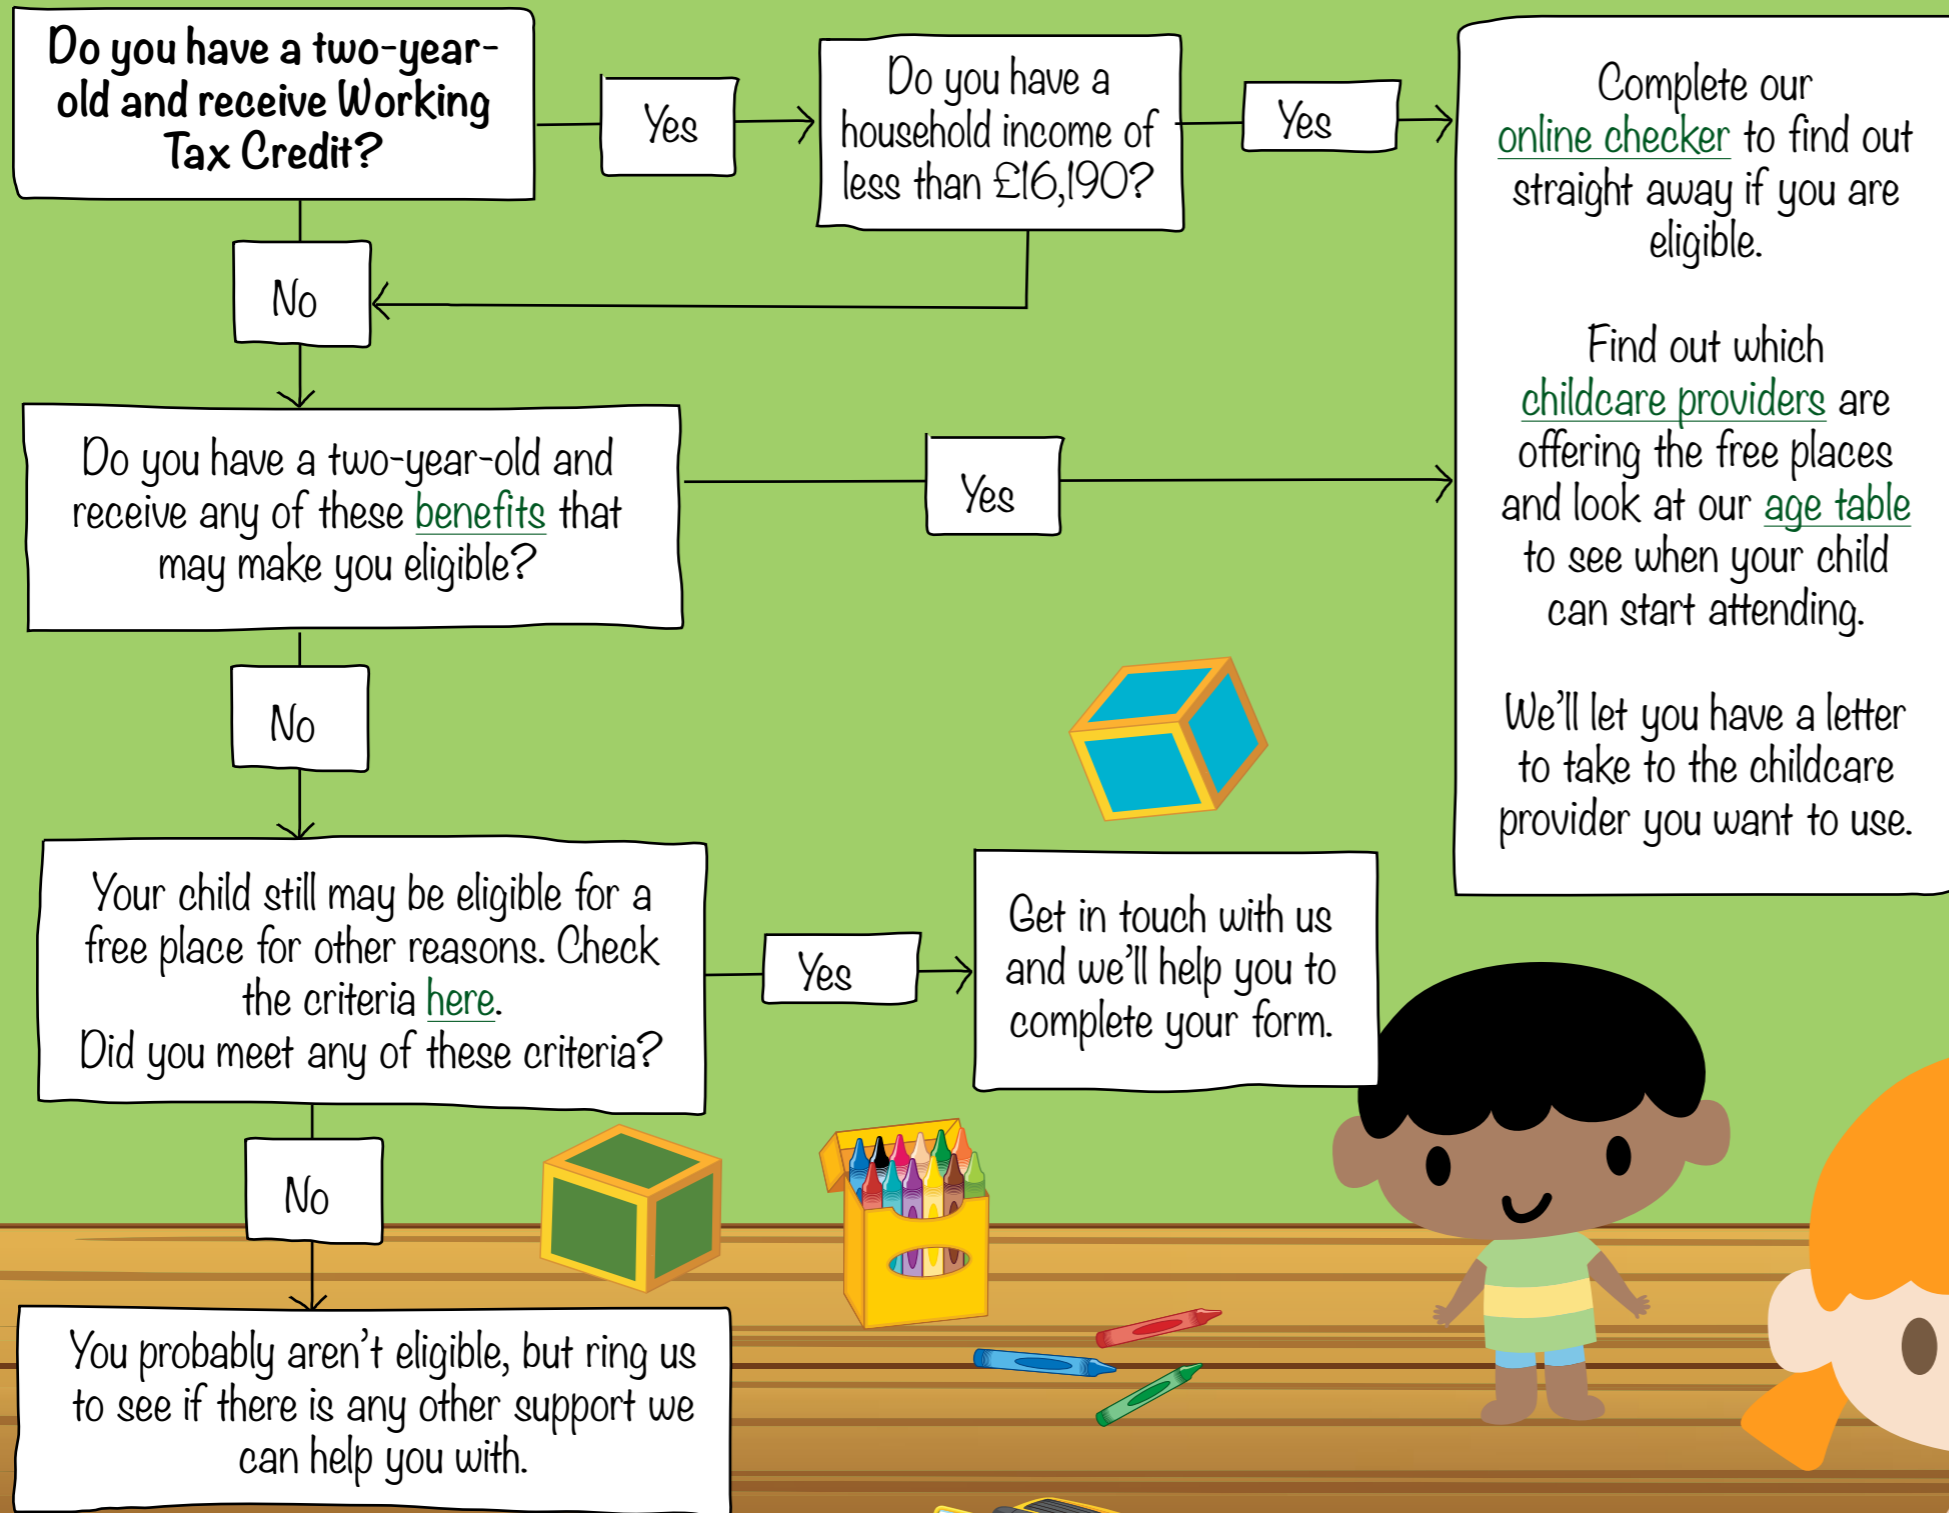 Do you have a two-year-
old and receive Working
Tax Credit?
Yes
Do you have a
household income of
less than £16,190?
Yes
Complete our
online checker to find out
straight away if you are
eligible.
Find out which
childcare providers are
offering the free places
and look at our age table
to see when your child
can start attending.
We'll let you have a letter
to take to the childcare
provider you want to use.
No
Do you have a two-year-old and
receive any of these benefits that
may make you eligible?
Yes
No
Your child still may be eligible for a
free place for other reasons. Check
the criteria here.
Did you meet any of these criteria?
Yes
Get in touch with us
and we'll help you to
complete your form.
No
You probably aren't eligible, but ring us
to see if there is any other support we
can help you with.